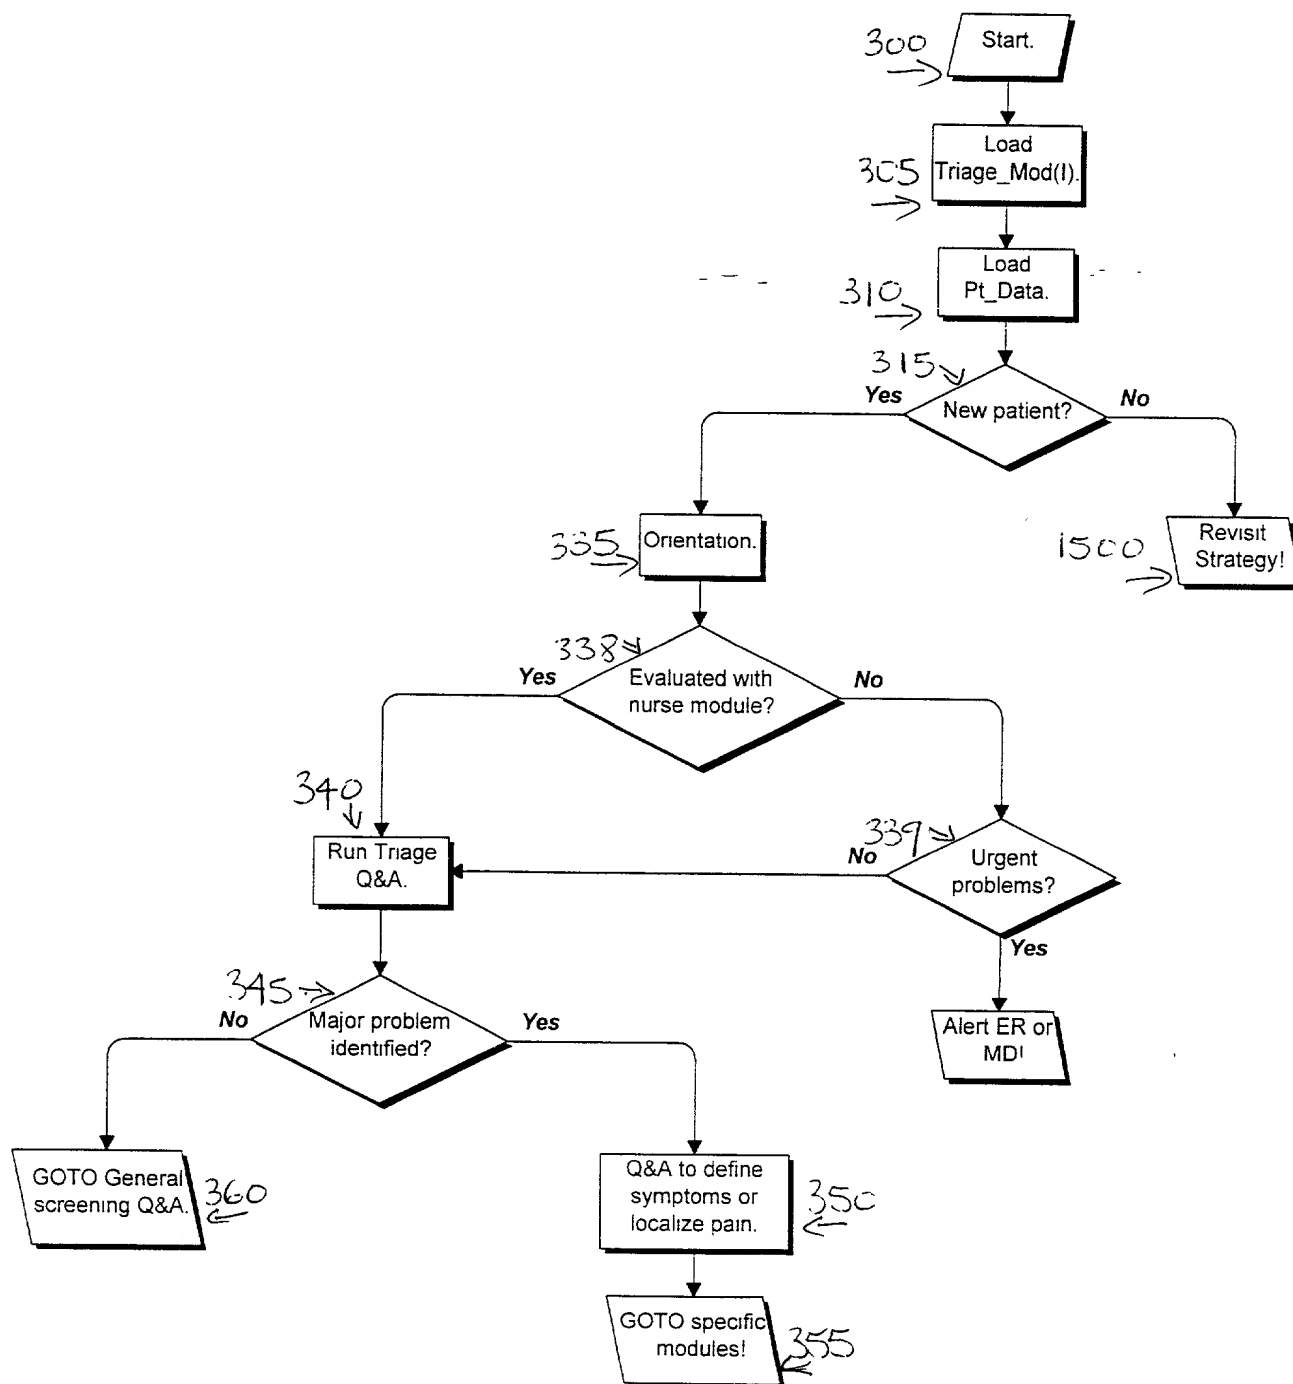 300
Start.
305
Load
Triage_Mod(I).
310
Load
Pt_Data.
315
Yes
New patient?
No
335
Orientation.
1500
Revisit
Strategy!
338
Yes
Evaluated with
nurse module?
No
340
Run Triage
Q&A.
339
No
Urgent
problems?
Yes
345
No
Major problem
identified?
Yes
Alert ER or
MD!
GOTO General
screening Q&A.
360
Q&A to define
symptoms or
localize pain.
350
GOTO specific
modules!
355